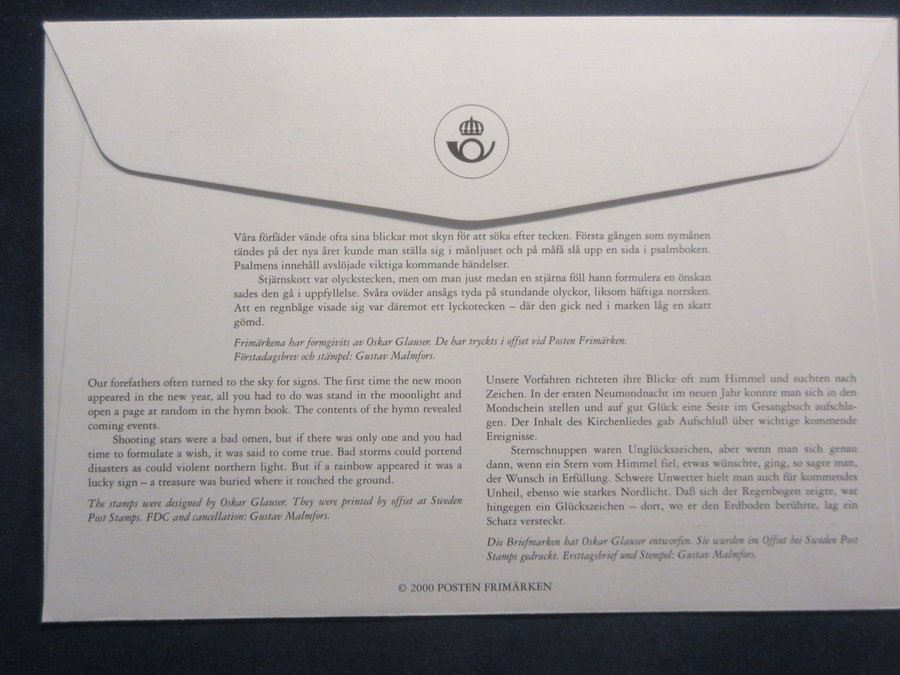 Våra förfäder vände ofta sina blickar mot skyn för att söka efter tecken. Första gången som nymånen
tändes på det nya året kunde man ställa sig i månljuset och på måfå slå upp en sida i psalmboken.
Psalmens innehåll avslöjade viktiga kommande händelser.
Stjärnskott var olyckstecken, men om man just medan en stjärna föll hann formulera en önskan
sades den gå i uppfyllelse. Svåra oväder ansågs tyda på stundande olyckor, liksom häftiga norrsken.
Att en regnbåge visade sig var däremot ett lyckotecken – där den gick ned i marken låg en skatt
gömd.
Frimärkena har formgivits av Oskar Glauser. De har tryckts i offset vid Posten Frimärken.
Förstadagsbrev och stämpel: Gustav Malmfors.
Our forefathers often turned to the sky for signs. The first time the new moon
appeared in the new year, all you had to do was stand in the moonlight and
open a page at random in the hymn book. The contents of the hymn revealed
coming events.
Shooting stars were a bad omen, but if there was only one and you had
time to formulate a wish, it was said to come true. Bad storms could portend
disasters as could violent northern light. But if a rainbow appeared it was a
lucky sign – a treasure was buried where it touched the ground.
The stamps were designed by Oskar Glauser. They were printed by offset at Sweden
Post Stamps. FDC and cancellation: Gustav Malmfors.
Unsere Vorfahren richteten ihre Blicke oft zum Himmel und suchten nach
Zeichen. In der ersten Neumondnacht im neuen Jahr konnte man sich in den
Mondschein stellen und auf gut Glück eine Seite im Gesangbuch aufschla-
gen. Der Inhalt des Kirchenliedes gab Aufschluß über wichtige kommende
Ereignisse.
Sternschnuppen waren Unglückszeichen, aber wenn man sich genau
dann, wenn ein Stern vom Himmel fiel, etwas wünschte, ging, so sagte man,
der Wunsch in Erfüllung. Schwere Unwetter hielt man auch für kommendes
Unheil, ebenso wie starkes Nordlicht. Daß sich der Regenbogen zeigte, war
hingegen ein Glückszeichen – dort, wo er den Erdboden berührte, lag ein
Schatz versteckt.
Die Briefmarken hat Oskar Glauser entworfen. Sie wurden im Offset bei Sweden Post
Stamps gedruckt. Ersttagsbrief und Stempel: Gustav Malmfors.
© 2000 POSTEN FRIMÄRKEN